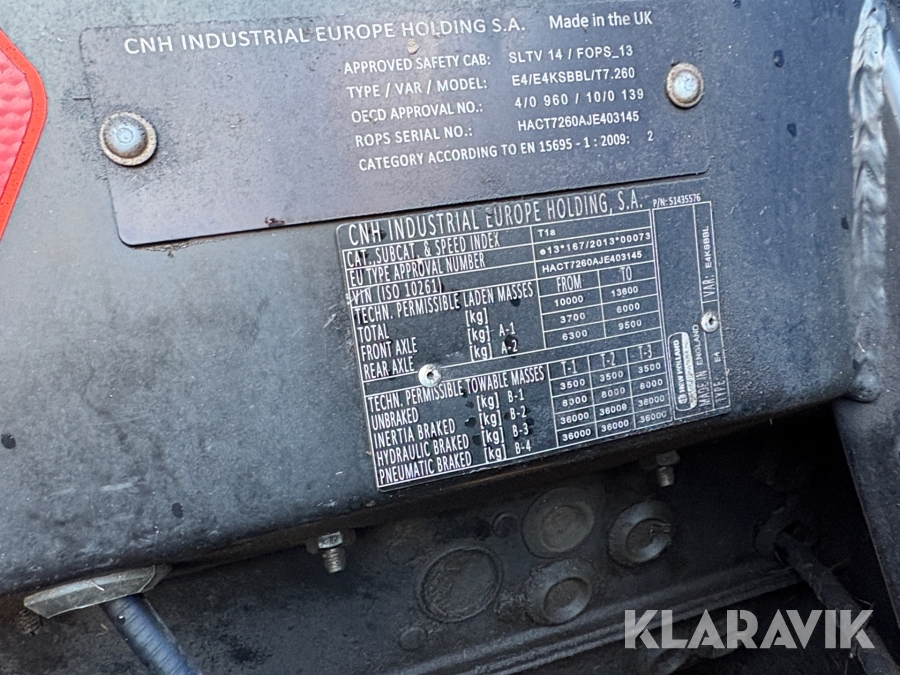 CNH INDUSTRIAL EUROPE HOLDING S.A. Made in the UK
APPROVED SAFETY CAB: SLTV 14 / FOPS_13
TYPE / VAR / MODEL: E4/E4KSBBL/T7.260
OECD APPROVAL NO.: 4/0 960 / 10/0 139
ROPS SERIAL NO.: HACT7260AJE403145
CATEGORY ACCORDING TO EN 15695 - 1 : 2009: 2
CNH INDUSTRIAL EUROPE HOLDING, S.A. P/N: 51435576
CAT., SUBCAT. & SPEED INDEX T1a
EU TYPE APPROVAL NUMBER e13*167/2013*00073
VIN (ISO 10261) HACT7260AJE403145
TECHN. PERMISSIBLE LADEN MASSES FROM TO
TOTAL [kg] 10000 13600
FRONT AXLE [kg] A-1 3700 6000
REAR AXLE [kg] A-2 6300 9500
TECHN. PERMISSIBLE TOWABLE MASSES T-1 T-2 T-3
UNBRAKED [kg] B-1 3500 3500 3500
INERTIA BRAKED [kg] B-2 8000 8000 8000
HYDRAULIC BRAKED [kg] B-3 36000 36000 36000
PNEUMATIC BRAKED [kg] B-4 36000 36000 36000
NEW HOLLAND
MADE IN ENGLAND
TYPE: E4
VAR: E4KSBBL
KLARAVIK